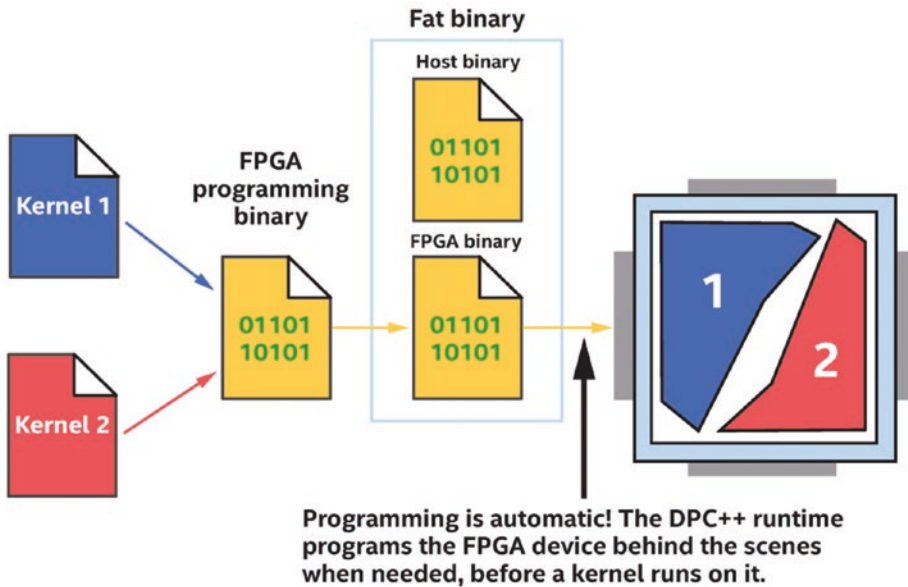 Fat binary
Host binary
01101
10101
Kernel 1
FPGA
programming
binary
FPGA binary
01101
10101
01101
10101
Kernel 2
1
2
Programming is automatic! The DPC++ runtime
programs the FPGA device behind the scenes
when needed, before a kernel runs on it.